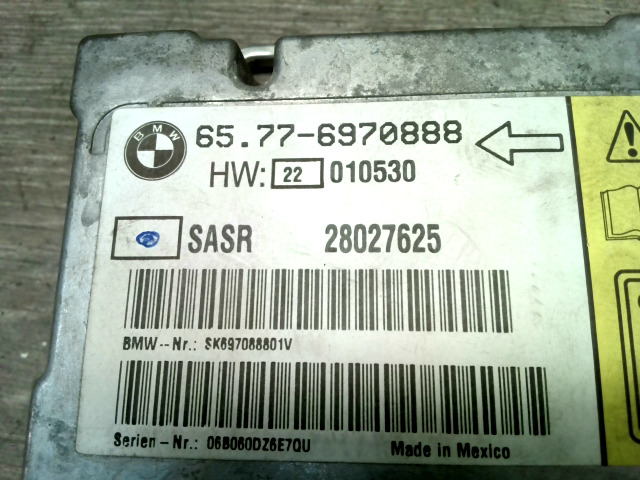 BMW
65.77-6970888
HW: 22 010530
SASR 28027625
BMW--Nr.: SK697088801V
Serien-Nr.: 06B060DZ6E7QU
Made in Mexico